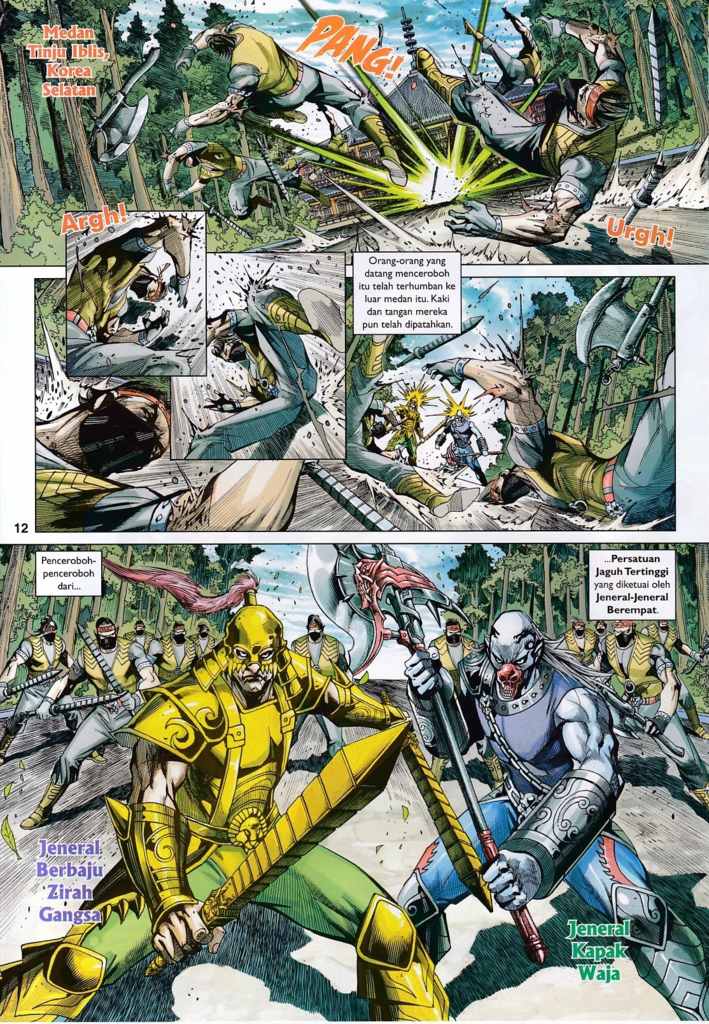 Medan
Tinju Iblis,
Korea
Selatan
PANG!
Argh!
Urgh!
Orang-orang yang
datang menceroboh
itu telah terhumban ke
luar medan itu. Kaki
dan tangan mereka
pun telah dipatahkan.
12
Penceroboh-
penceroboh
dari...
...Persatuan
Jaguh Tertinggi
yang diketuai oleh
Jeneral-Jeneral
Berempat.
Jeneral
Berbaju
Zirah
Gangsa
Jeneral
Kapak
Waja